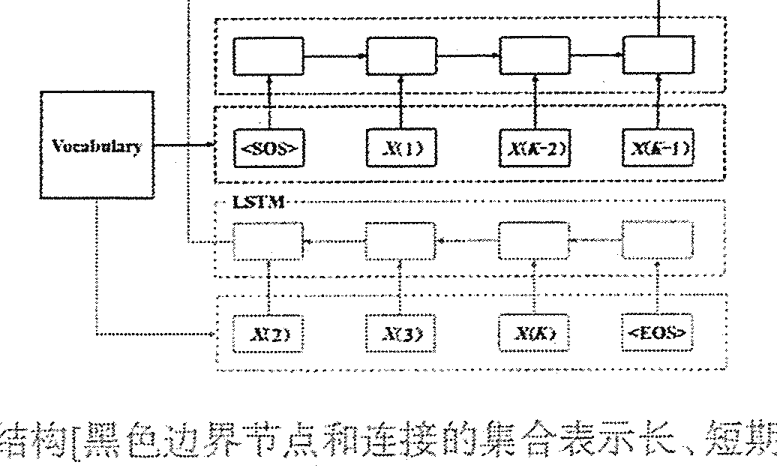 Vocabulary
<SOS> X(1) X(K-2) X(K-1)
LSTM
X(2) X(3) X(K) <EOS>
结构[黑色边界节点和连接的集合表示长、短期